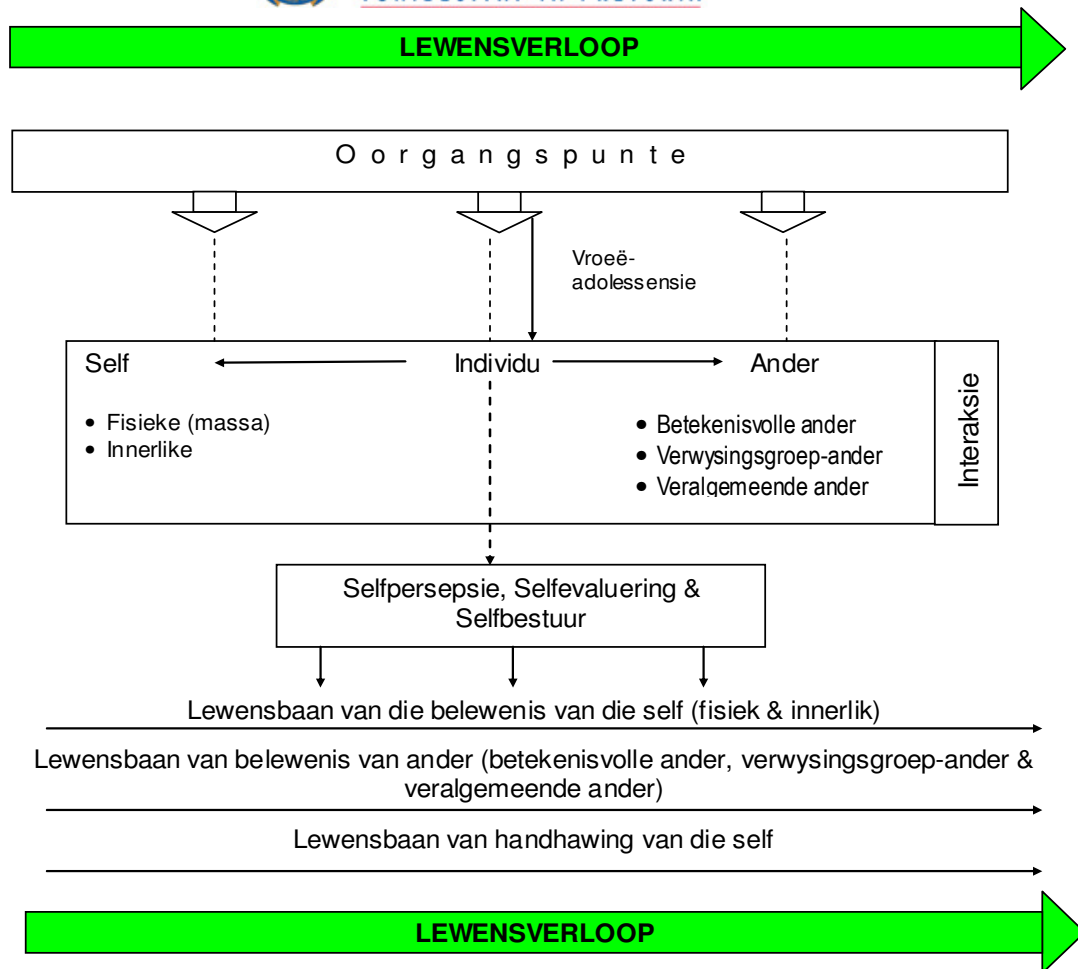 LEWENSVERLOOP
O o r g a n g s p u n t e
Vroeë-
adolessensie
Self
Individu
Ander
• Fisieke (massa)
• Innerlike
• Betekenisvolle ander
• Verwysingsgroep-ander
• Veralgemeende ander
Interaksie
Selfpersepsie, Selfevaluering &
Selfbestuur
Lewensbaan van die belewenis van die self (fisiek & innerlik)
Lewensbaan van belewenis van ander (betekenisvolle ander, verwysingsgroep-ander &
veralgemeende ander)
Lewensbaan van handhawing van die self
LEWENSVERLOOP